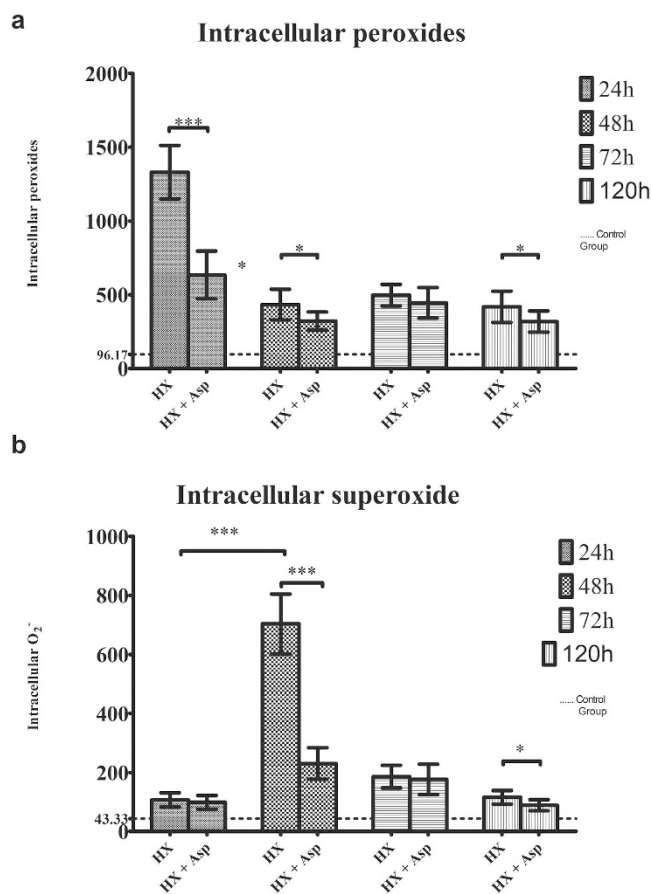 a
Intracellular peroxides
Intracellular peroxides
2000
1500
1000
500
96.17
0
***
*
*
*
24h
48h
72h
120h
...... Control
Group
HX
HX + Asp
HX
HX + Asp
HX
HX + Asp
HX
HX + Asp
b
Intracellular superoxide
Intracellular O₂⁻
1000
800
600
400
200
43.33
0
***
***
*
24h
48h
72h
120h
...... Control
Group
HX
HX + Asp
HX
HX + Asp
HX
HX + Asp
HX
HX + Asp